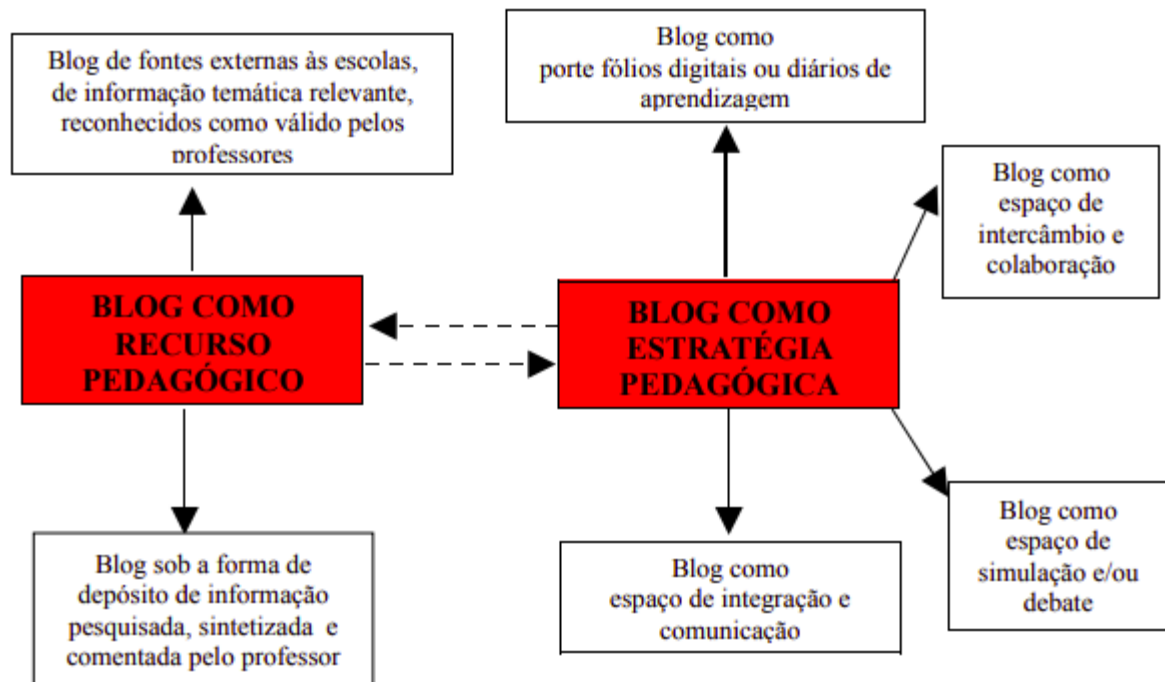 Blog de fontes externas às escolas,
de informação temática relevante,
reconhecidos como válido pelos
professores
Blog como
porte fólios digitais ou diários de
aprendizagem
Blog como
espaço de
intercâmbio e
colaboração
BLOG COMO
RECURSO
PEDAGÓGICO
BLOG COMO
ESTRATÉGIA
PEDAGÓGICA
Blog sob a forma de
depósito de informação
pesquisada, sintetizada e
comentada pelo professor
Blog como
espaço de integração e
comunicação
Blog como
espaço de
simulação e/ou
debate